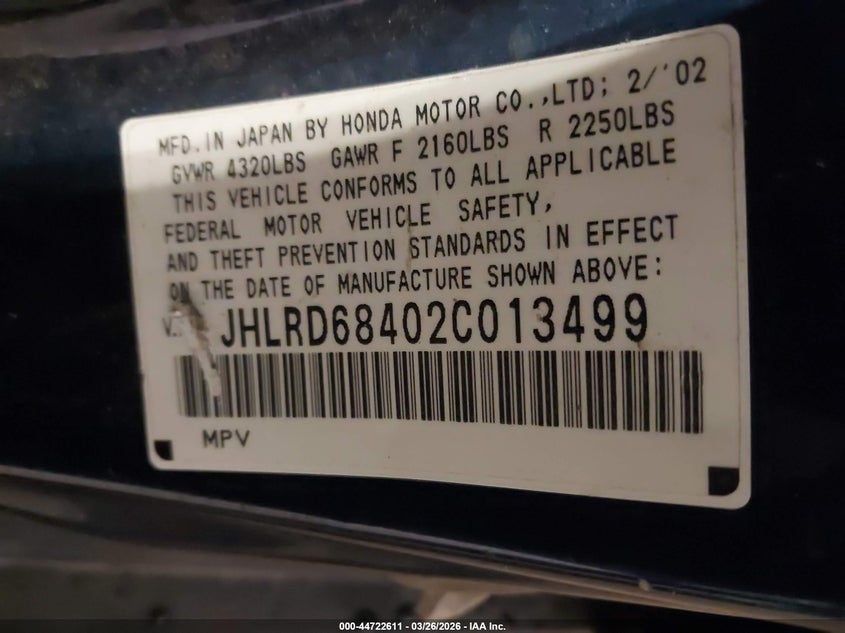 MFD. IN JAPAN BY HONDA MOTOR CO.,LTD; 2/'02
GVWR 4320LBS GAWR F 2160LBS R 2250LBS
THIS VEHICLE CONFORMS TO ALL APPLICABLE
FEDERAL MOTOR VEHICLE SAFETY,
AND THEFT PREVENTION STANDARDS IN EFFECT
ON THE DATE OF MANUFACTURE SHOWN ABOVE:
JHLRD68402C013499
MPV
000-44722611 - 03/26/2026 - IAA Inc.